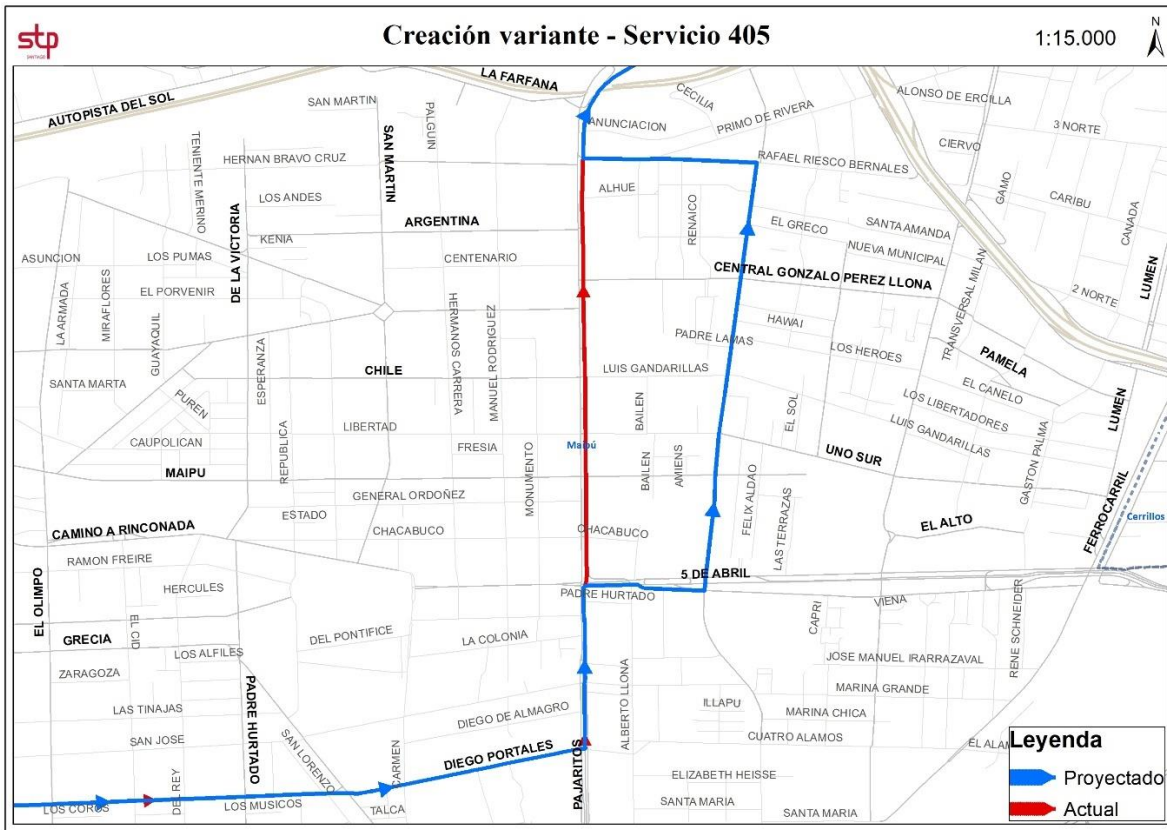 stp
Creación variante - Servicio 405
1:15.000
N
LA FARFANA
AUTOPISTA DEL SOL
SAN MARTIN
PALGUIN
CECILIA
ALONSO DE ERCILLA
TENIENTE MERINO
SAN MARTIN
ANUNCIACION
PRIMO DE RIVERA
3 NORTE
CIERVO
HERNAN BRAVO CRUZ
RAFAEL RIESCO BERNALES
GAMO
ALHUE
CARIBU
LOS ANDES
RENAICO
CANADA
ARGENTINA
DE LA VICTORIA
SANTA AMANDA
EL GRECO
KENIA
NUEVA MUNICIPAL
ASUNCION
LOS PUMAS
CENTENARIO
CENTRAL GONZALO PEREZ LLONA
LUMEN
LA ARMADA
MIRAFLORES
EL PORVENIR
2 NORTE
GUAYAQUIL
HERMANOS CARRERA
MANUEL RODRIGUEZ
TRANSVERSAL MILAN
HAWAI
PADRE LAMAS
LOS HEROES
PAMELA
ESPERANZA
CHILE
LUIS GANDARILLAS
SANTA MARTA
EL CANELO
PUREN
LOS LIBERTADORES
LUMEN
BAILEN
EL SOL
LUIS GANDARILLAS
LIBERTAD
CAUPOLICAN
REPUBLICA
FRESIA
Maipú
UNO SUR
GASTON PALMA
MAIPU
MONUMENTO
BAILEN
AMIENS
GENERAL ORDOÑEZ
FELIX ALDAO
LAS TERRAZAS
ESTADO
EL ALTO
FERROCARRIL
Cerrillos
CAMINO A RINCONADA
CHACABUCO
CHACABUCO
RAMON FREIRE
5 DE ABRIL
HERCULES
PADRE HURTADO
VIENA
EL OLIMPO
CAPRI
RENE SCHNEIDER
GRECIA
EL CID
DEL PONTIFICE
LA COLONIA
LOS ALFILES
JOSE MANUEL IRARRAZAVAL
ZARAGOZA
PADRE HURTADO
ALBERTO LLONA
MARINA GRANDE
ILLAPU
LAS TINAJAS
DIEGO DE ALMAGRO
MARINA CHICA
SAN JOSE
SAN LORENZO
CARMEN
DIEGO PORTALES
CUATRO ALAMOS
EL ALAM
DEL REY
PAJARITOS
ELIZABETH HEISSE
LOS COROS
LOS MUSICOS
TALCA
SANTA MARIA
SANTA MARIA
Leyenda
Proyectado
Actual